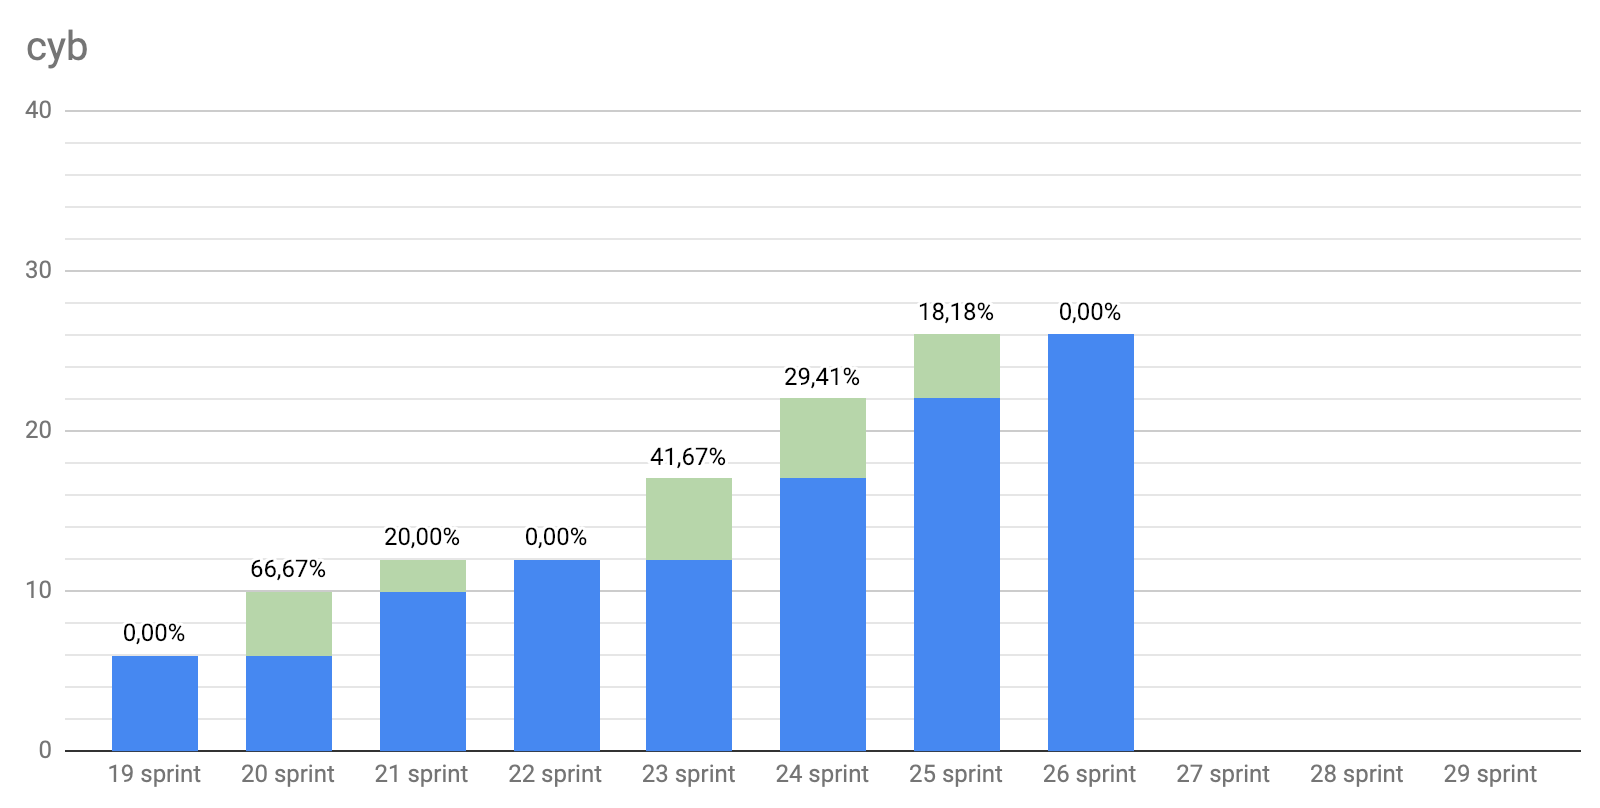 cyb
40
30
20
10
0
0,00%
66,67%
20,00%
0,00%
41,67%
29,41%
18,18%
0,00%
19 sprint
20 sprint
21 sprint
22 sprint
23 sprint
24 sprint
25 sprint
26 sprint
27 sprint
28 sprint
29 sprint